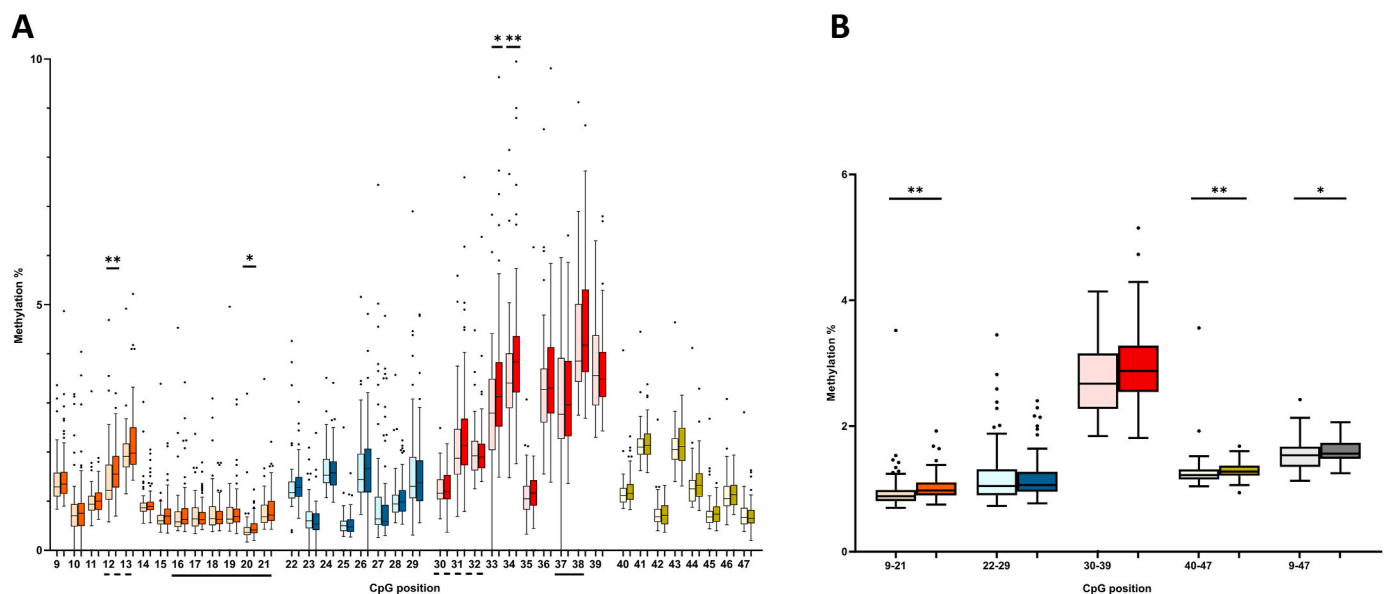 A
B
* **
10
** *
5
0
Methylation %
9 10 11 12 13 14 15 16 17 18 19 20 21 22 23 24 25 26 27 28 29 30 31 32 33 34 35 36 37 38 39 40 41 42 43 44 45 46 47
CpG position
6
** ** *
4
2
0
Methylation %
9-21 22-29 30-39 40-47 9-47
CpG position